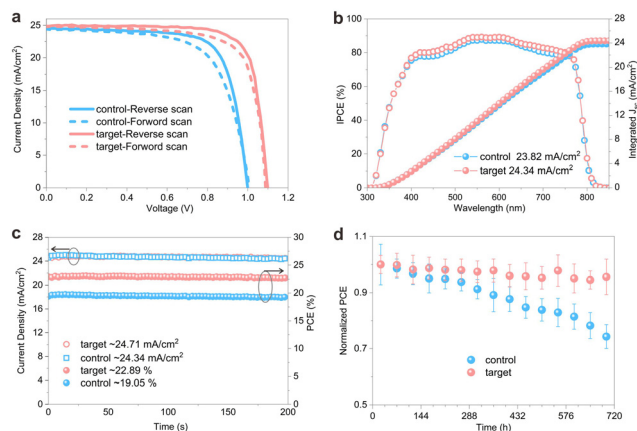 a
Current Density (mA/cm²)
30
25
20
15
10
5
0
control-Reverse scan
control-Forword scan
target-Reverse scan
target-Forword scan
0.0 0.2 0.4 0.6 0.8 1.0 1.2
Voltage (V)
b
IPCE (%)
100
80
60
40
20
0
control 23.82 mA/cm²
target 24.34 mA/cm²
28
24
20
16
12
8
4
0
Integrated Jsc (mA/cm²)
300 400 500 600 700 800
Wavelength (nm)
c
Current Density (mA/cm²)
28
24
20
16
12
8
4
0
target ~24.71 mA/cm²
control ~24.34 mA/cm²
target ~22.89 %
control ~19.05 %
30
25
20
15
10
5
0
PCE (%)
0 50 100 150 200
Time (s)
d
Normalized PCE
1.1
1.0
0.9
0.8
0.5
control
target
0 144 288 432 576 720
Time (h)